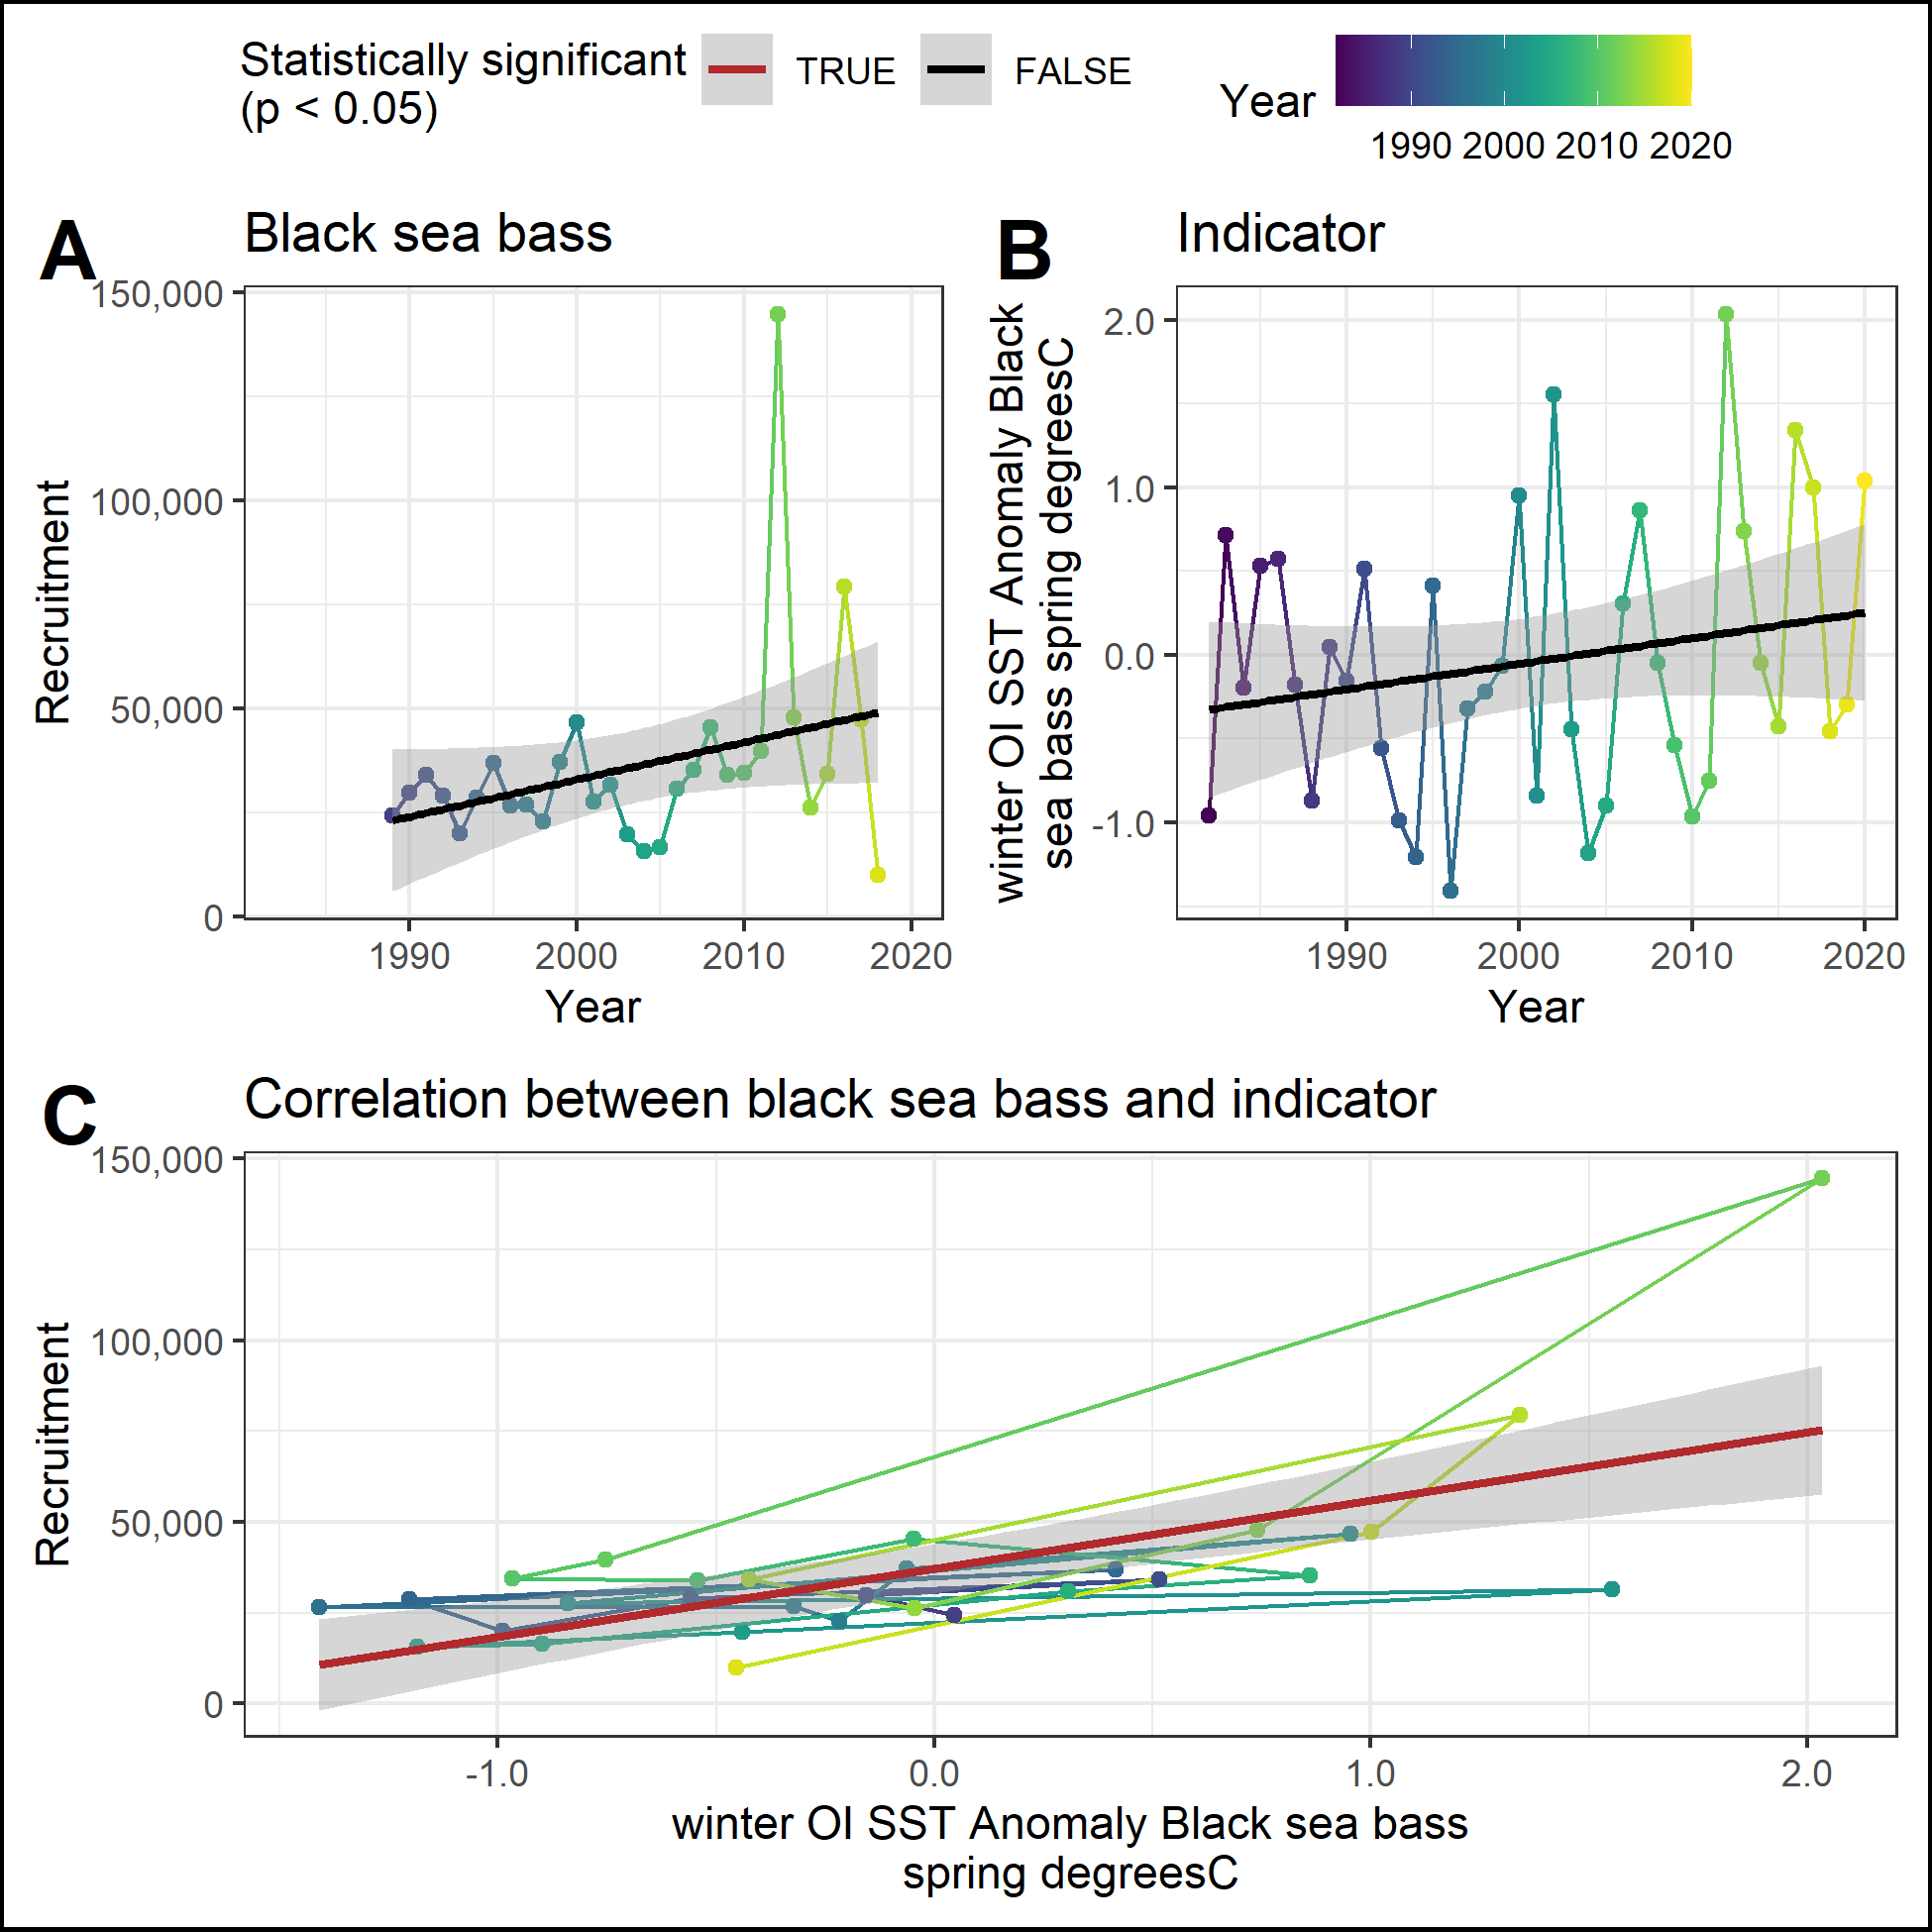 Statistically significant
(p < 0.05)
TRUE
FALSE
Year
1990 2000 2010 2020
A
Black sea bass
150,000
100,000
50,000
0
Recruitment
1990 2000 2010 2020
Year
B
Indicator
winter OI SST Anomaly Black
sea bass spring degreesC
2.0
1.0
0.0
-1.0
1990 2000 2010 2020
Year
C
Correlation between black sea bass and indicator
150,000
100,000
50,000
0
Recruitment
-1.0 0.0 1.0 2.0
winter OI SST Anomaly Black sea bass
spring degreesC